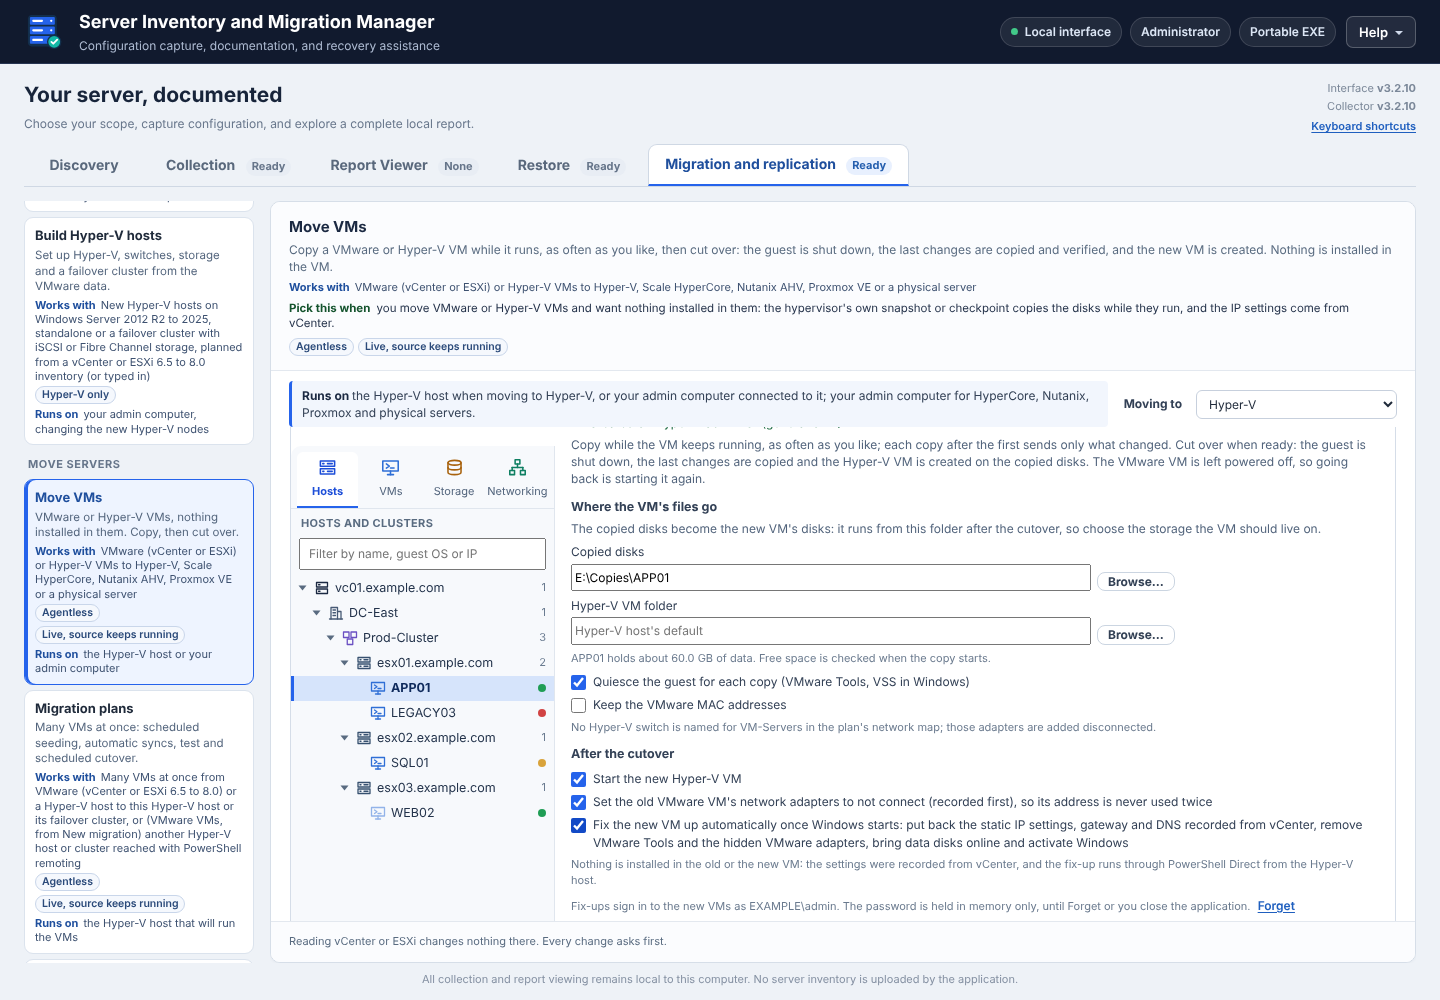 Server Inventory and Migration Manager
Configuration capture, documentation, and recovery assistance
Local interface
Administrator
Portable EXE
Help
Your server, documented
Choose your scope, capture configuration, and explore a complete local report.
Interface v3.2.10
Collector v3.2.10
Keyboard shortcuts
Discovery
Collection Ready
Report Viewer None
Restore Ready
Migration and replication Ready
Build Hyper-V hosts
Set up Hyper-V, switches, storage
and a failover cluster from the
VMware data.
Works with New Hyper-V hosts on
Windows Server 2012 R2 to 2025,
standalone or a failover cluster with
iSCSI or Fibre Channel storage, planned
from a vCenter or ESXi 6.5 to 8.0
inventory (or typed in)
Hyper-V only
Runs on your admin computer,
changing the new Hyper-V nodes
MOVE SERVERS
Move VMs
VMware or Hyper-V VMs, nothing
installed in them. Copy, then cut over.
Works with VMware (vCenter or ESXi)
or Hyper-V VMs to Hyper-V, Scale
HyperCore, Nutanix AHV, Proxmox VE
or a physical server
Agentless
Live, source keeps running
Runs on the Hyper-V host or your
admin computer
Migration plans
Many VMs at once: scheduled
seeding, automatic syncs, test and
scheduled cutover.
Works with Many VMs at once from
VMware (vCenter or ESXi 6.5 to 8.0) or
a Hyper-V host to this Hyper-V host or
its failover cluster, or (VMware VMs,
from New migration) another Hyper-V
host or cluster reached with PowerShell
remoting
Agentless
Live, source keeps running
Runs on the Hyper-V host that will run
the VMs
Move VMs
Copy a VMware or Hyper-V VM while it runs, as often as you like, then cut over: the guest is shut down, the last changes are copied and verified, and the new VM is created. Nothing is installed in
the VM.
Works with VMware (vCenter or ESXi) or Hyper-V VMs to Hyper-V, Scale HyperCore, Nutanix AHV, Proxmox VE or a physical server
Pick this when you move VMware or Hyper-V VMs and want nothing installed in them: the hypervisor's own snapshot or checkpoint copies the disks while they run, and the IP settings come from
vCenter.
Agentless
Live, source keeps running
Runs on the Hyper-V host when moving to Hyper-V, or your admin computer connected to it; your admin computer for HyperCore, Nutanix,
Proxmox and physical servers.
Moving to
Hyper-V
Hosts
VMs
Storage
Networking
HOSTS AND CLUSTERS
Filter by name, guest OS or IP
vc01.example.com 1
DC-East 1
Prod-Cluster 3
esx01.example.com 2
APP01
LEGACY03
esx02.example.com 1
SQL01
esx03.example.com 1
WEB02
Copy while the VM keeps running, as often as you like; each copy after the first sends only what changed. Cut over when ready: the guest is
shut down, the last changes are copied and the Hyper-V VM is created on the copied disks. The VMware VM is left powered off, so going
back is starting it again.
Where the VM's files go
The copied disks become the new VM's disks: it runs from this folder after the cutover, so choose the storage the VM should live on.
Copied disks
E:\Copies\APP01
Browse...
Hyper-V VM folder
Hyper-V host's default
Browse...
APP01 holds about 60.0 GB of data. Free space is checked when the copy starts.
Quiesce the guest for each copy (VMware Tools, VSS in Windows)
Keep the VMware MAC addresses
No Hyper-V switch is named for VM-Servers in the plan's network map; those adapters are added disconnected.
After the cutover
Start the new Hyper-V VM
Set the old VMware VM's network adapters to not connect (recorded first), so its address is never used twice
Fix the new VM up automatically once Windows starts: put back the static IP settings, gateway and DNS recorded from vCenter, remove
VMware Tools and the hidden VMware adapters, bring data disks online and activate Windows
Nothing is installed in the old or the new VM: the settings were recorded from vCenter, and the fix-up runs through PowerShell Direct from the Hyper-V
host.
Fix-ups sign in to the new VMs as EXAMPLE\admin. The password is held in memory only, until Forget or you close the application. Forget
Reading vCenter or ESXi changes nothing there. Every change asks first.
All collection and report viewing remains local to this computer. No server inventory is uploaded by the application.